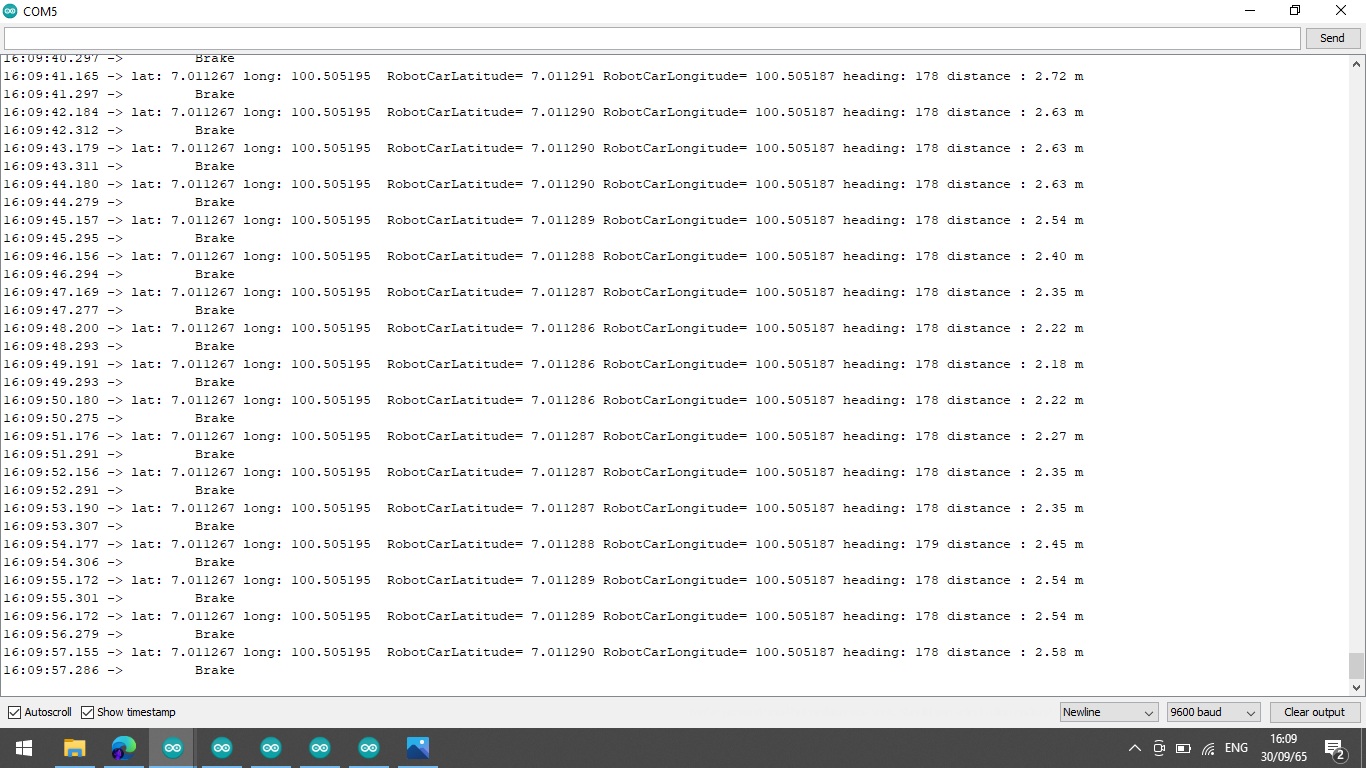 COM5
Send
16:09:40.297 ->         Brake
16:09:41.165 -> lat: 7.011267 long: 100.505195  RobotCarLatitude= 7.011291 RobotCarLongitude= 100.505187 heading: 178 distance : 2.72 m
16:09:41.297 ->         Brake
16:09:42.184 -> lat: 7.011267 long: 100.505195  RobotCarLatitude= 7.011290 RobotCarLongitude= 100.505187 heading: 178 distance : 2.63 m
16:09:42.312 ->         Brake
16:09:43.179 -> lat: 7.011267 long: 100.505195  RobotCarLatitude= 7.011290 RobotCarLongitude= 100.505187 heading: 178 distance : 2.63 m
16:09:43.311 ->         Brake
16:09:44.180 -> lat: 7.011267 long: 100.505195  RobotCarLatitude= 7.011290 RobotCarLongitude= 100.505187 heading: 178 distance : 2.63 m
16:09:44.279 ->         Brake
16:09:45.157 -> lat: 7.011267 long: 100.505195  RobotCarLatitude= 7.011289 RobotCarLongitude= 100.505187 heading: 178 distance : 2.54 m
16:09:45.295 ->         Brake
16:09:46.156 -> lat: 7.011267 long: 100.505195  RobotCarLatitude= 7.011288 RobotCarLongitude= 100.505187 heading: 178 distance : 2.40 m
16:09:46.294 ->         Brake
16:09:47.169 -> lat: 7.011267 long: 100.505195  RobotCarLatitude= 7.011287 RobotCarLongitude= 100.505187 heading: 178 distance : 2.35 m
16:09:47.277 ->         Brake
16:09:48.200 -> lat: 7.011267 long: 100.505195  RobotCarLatitude= 7.011286 RobotCarLongitude= 100.505187 heading: 178 distance : 2.22 m
16:09:48.293 ->         Brake
16:09:49.191 -> lat: 7.011267 long: 100.505195  RobotCarLatitude= 7.011286 RobotCarLongitude= 100.505187 heading: 178 distance : 2.18 m
16:09:49.293 ->         Brake
16:09:50.180 -> lat: 7.011267 long: 100.505195  RobotCarLatitude= 7.011286 RobotCarLongitude= 100.505187 heading: 178 distance : 2.22 m
16:09:50.275 ->         Brake
16:09:51.176 -> lat: 7.011267 long: 100.505195  RobotCarLatitude= 7.011287 RobotCarLongitude= 100.505187 heading: 178 distance : 2.27 m
16:09:51.291 ->         Brake
16:09:52.156 -> lat: 7.011267 long: 100.505195  RobotCarLatitude= 7.011287 RobotCarLongitude= 100.505187 heading: 178 distance : 2.35 m
16:09:52.291 ->         Brake
16:09:53.190 -> lat: 7.011267 long: 100.505195  RobotCarLatitude= 7.011287 RobotCarLongitude= 100.505187 heading: 178 distance : 2.35 m
16:09:53.307 ->         Brake
16:09:54.177 -> lat: 7.011267 long: 100.505195  RobotCarLatitude= 7.011288 RobotCarLongitude= 100.505187 heading: 179 distance : 2.45 m
16:09:54.306 ->         Brake
16:09:55.172 -> lat: 7.011267 long: 100.505195  RobotCarLatitude= 7.011289 RobotCarLongitude= 100.505187 heading: 178 distance : 2.54 m
16:09:55.301 ->         Brake
16:09:56.172 -> lat: 7.011267 long: 100.505195  RobotCarLatitude= 7.011289 RobotCarLongitude= 100.505187 heading: 178 distance : 2.54 m
16:09:56.279 ->         Brake
16:09:57.155 -> lat: 7.011267 long: 100.505195  RobotCarLatitude= 7.011290 RobotCarLongitude= 100.505187 heading: 178 distance : 2.58 m
16:09:57.286 ->         Brake
Autoscroll Show timestamp Newline 9600 baud Clear output
ENG
16:09
30/09/65
2